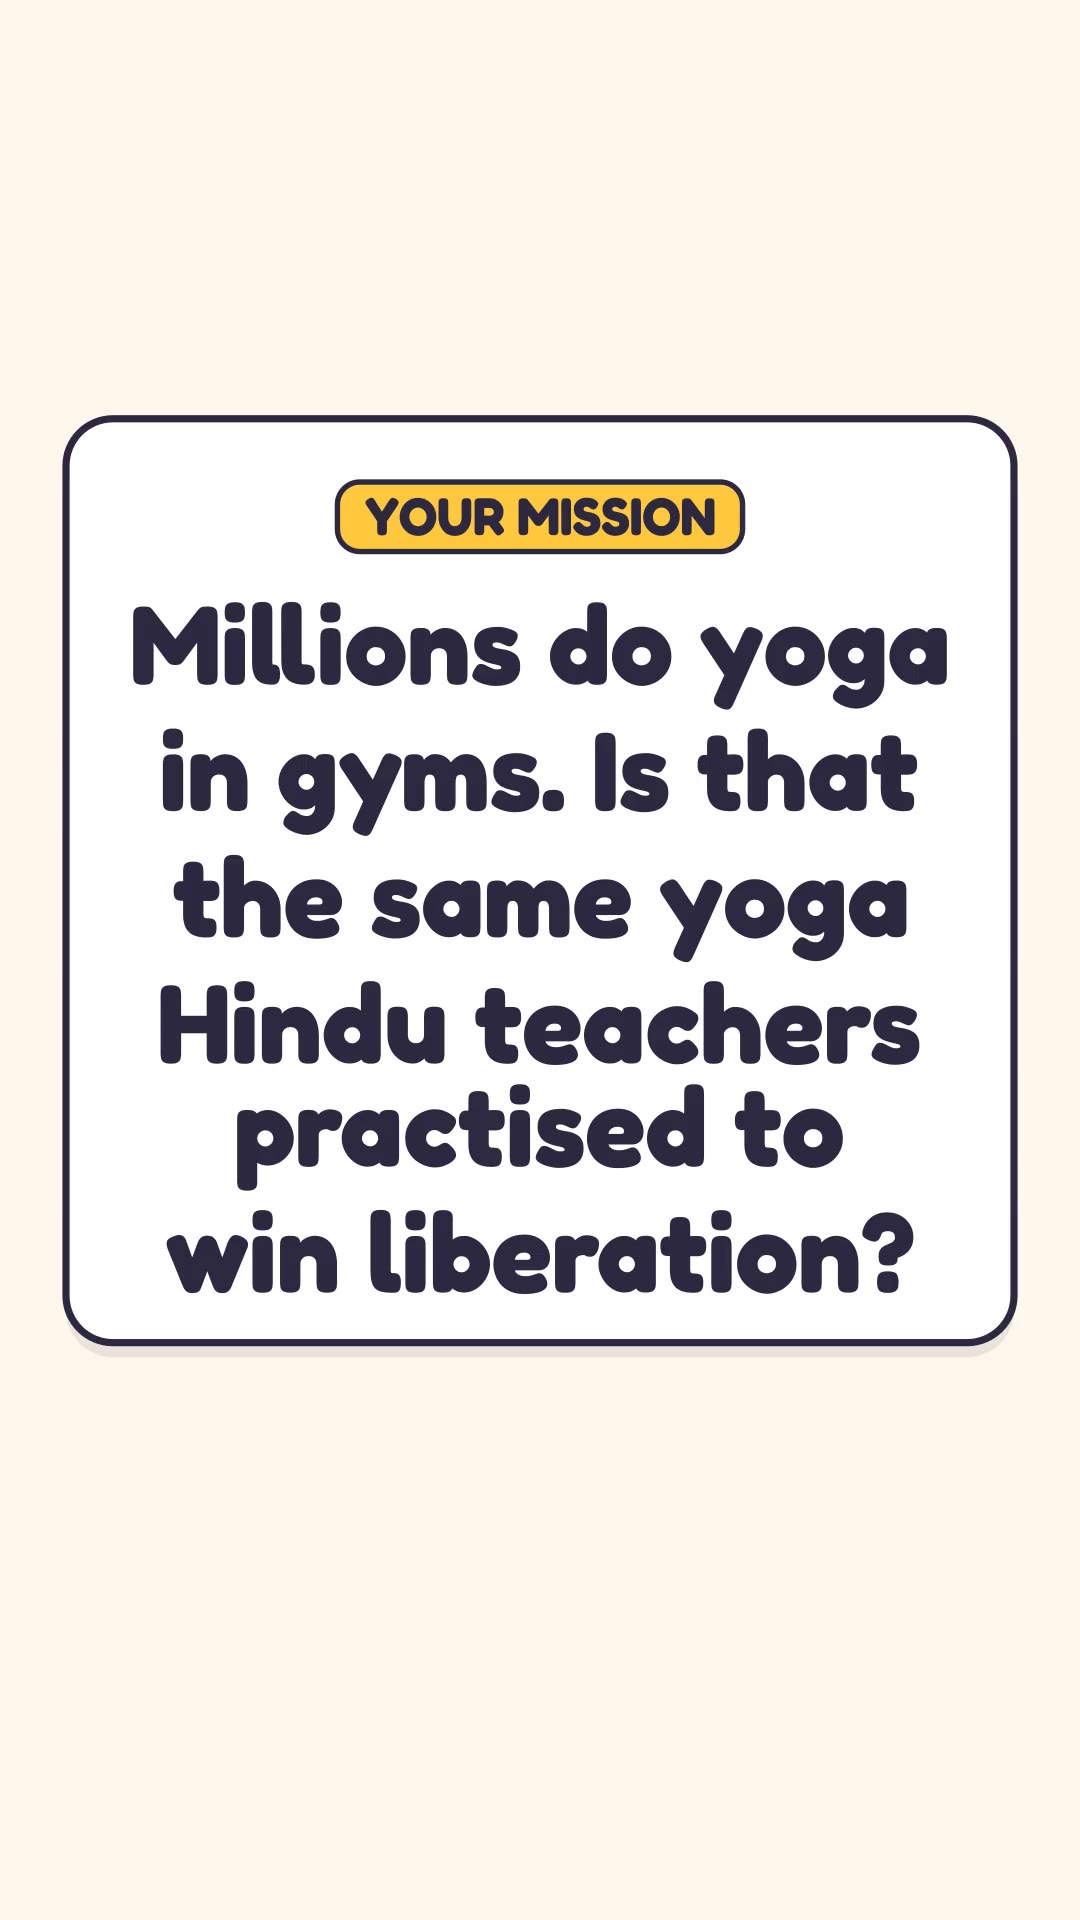 YOUR MISSION
Millions do yoga
in gyms. Is that
the same yoga
Hindu teachers
practised to
win liberation?